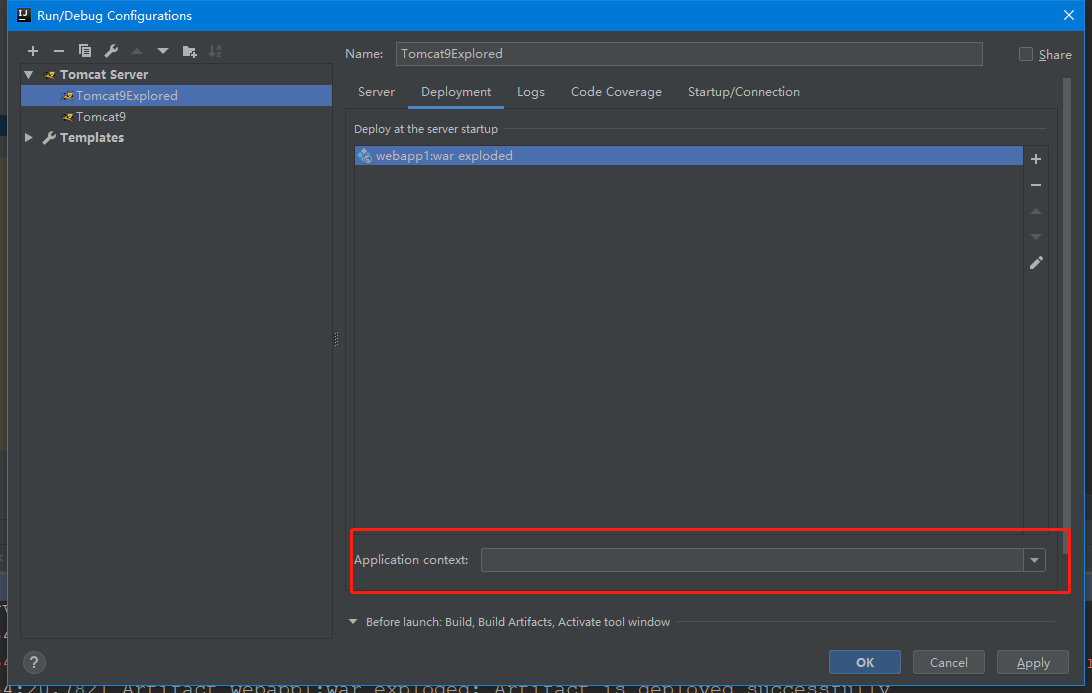 Run/Debug Configurations
Name: Tomcat9Explored Share
Tomcat Server
Tomcat9Explored
Tomcat9
Templates
Server Deployment Logs Code Coverage Startup/Connection
Deploy at the server startup
webapp1:war exploded
Application context:
Before launch: Build, Build Artifacts, Activate tool window
? OK Cancel Apply
4:20,782] Artifact webapp1:war exploded: Artifact is deployed successfully